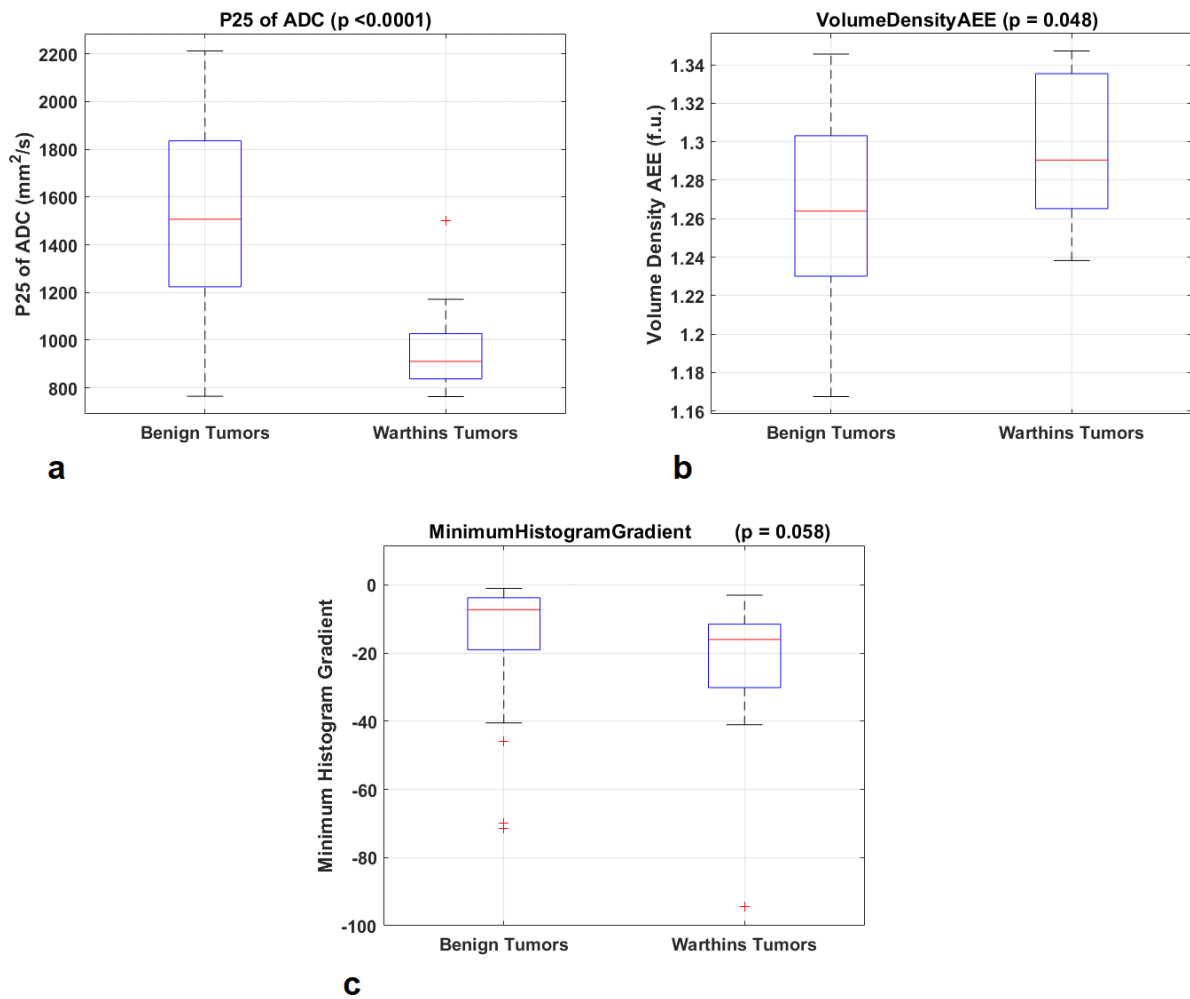 P25 of ADC (p <0.0001)
P25 of ADC (mm²/s)
2200
2000
1800
1600
1400
1200
1000
800
Benign Tumors
Warthins Tumors
a
VolumeDensityAEE (p = 0.048)
Volume Density AEE (f.u.)
1.34
1.32
1.3
1.28
1.26
1.24
1.22
1.2
1.18
1.16
Benign Tumors
Warthins Tumors
b
MinimumHistogramGradient (p = 0.058)
Minimum Histogram Gradient
0
-20
-40
-60
-80
-100
Benign Tumors
Warthins Tumors
c